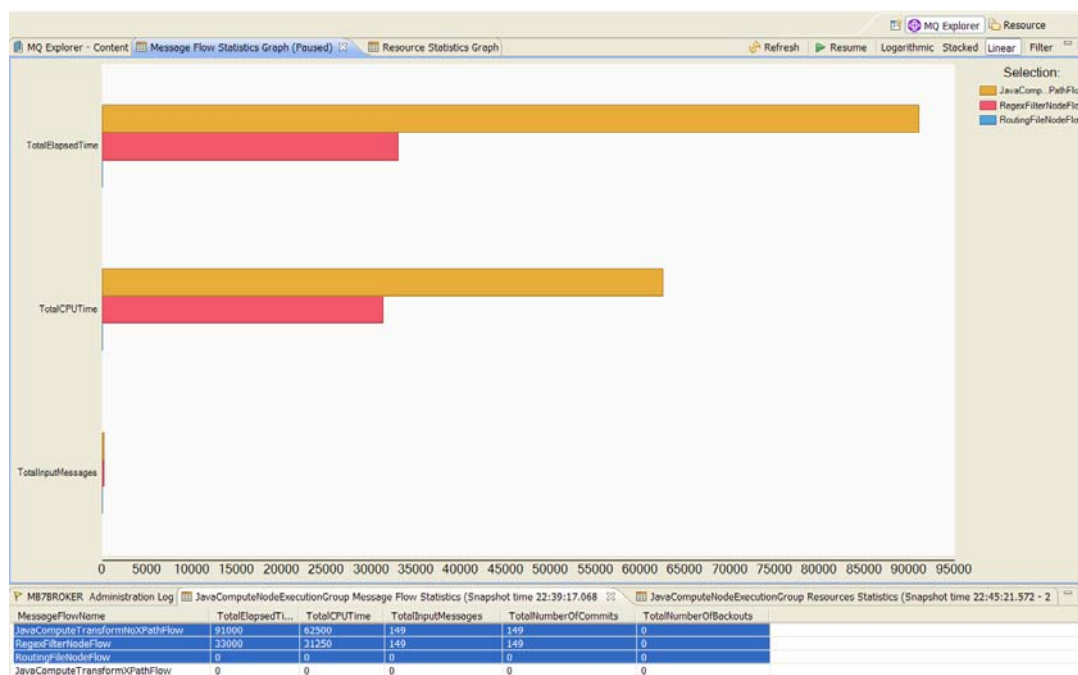 MQ Explorer Resource
MQ Explorer - Content Message Flow Statistics Graph (Paused) Resource Statistics Graph
Refresh Resume Logarithmic Stacked Linear Filter
Selection:
JavaComp...PathFlo
RegexFilterNodeFlo
RoutingFileNodeFlo
TotalElapsedTime
TotalCPUTime
TotalInputMessages
0 5000 10000 15000 20000 25000 30000 35000 40000 45000 50000 55000 60000 65000 70000 75000 80000 85000 90000 95000
MB7BROKER Administration Log JavaComputeNodeExecutionGroup Message Flow Statistics (Snapshot time 22:39:17.068 JavaComputeNodeExecutionGroup Resources Statistics (Snapshot time 22:45:21.572 - 2
MessageFlowName TotalElapsedTi... TotalCPUTime TotalInputMessages TotalNumberOfCommits TotalNumberOfBackouts
JavaComputeTransformNoXPathFlow 91000 62500 149 149 0
RegexFilterNodeFlow 33000 31250 149 149 0
RoutingFileNodeFlow 0 0 0 0 0
JavaComputeTransformXPathFlow 0 0 0 0 0